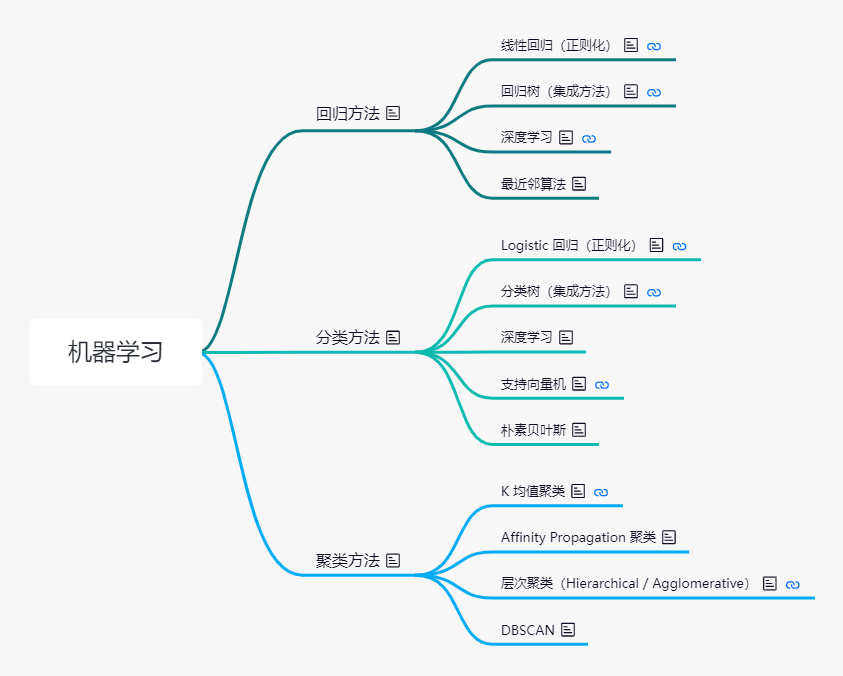 机器学习
回归方法
线性回归（正则化）
回归树（集成方法）
深度学习
最近邻算法
分类方法
Logistic 回归（正则化）
分类树（集成方法）
深度学习
支持向量机
朴素贝叶斯
聚类方法
K 均值聚类
Affinity Propagation 聚类
层次聚类（Hierarchical / Agglomerative）
DBSCAN